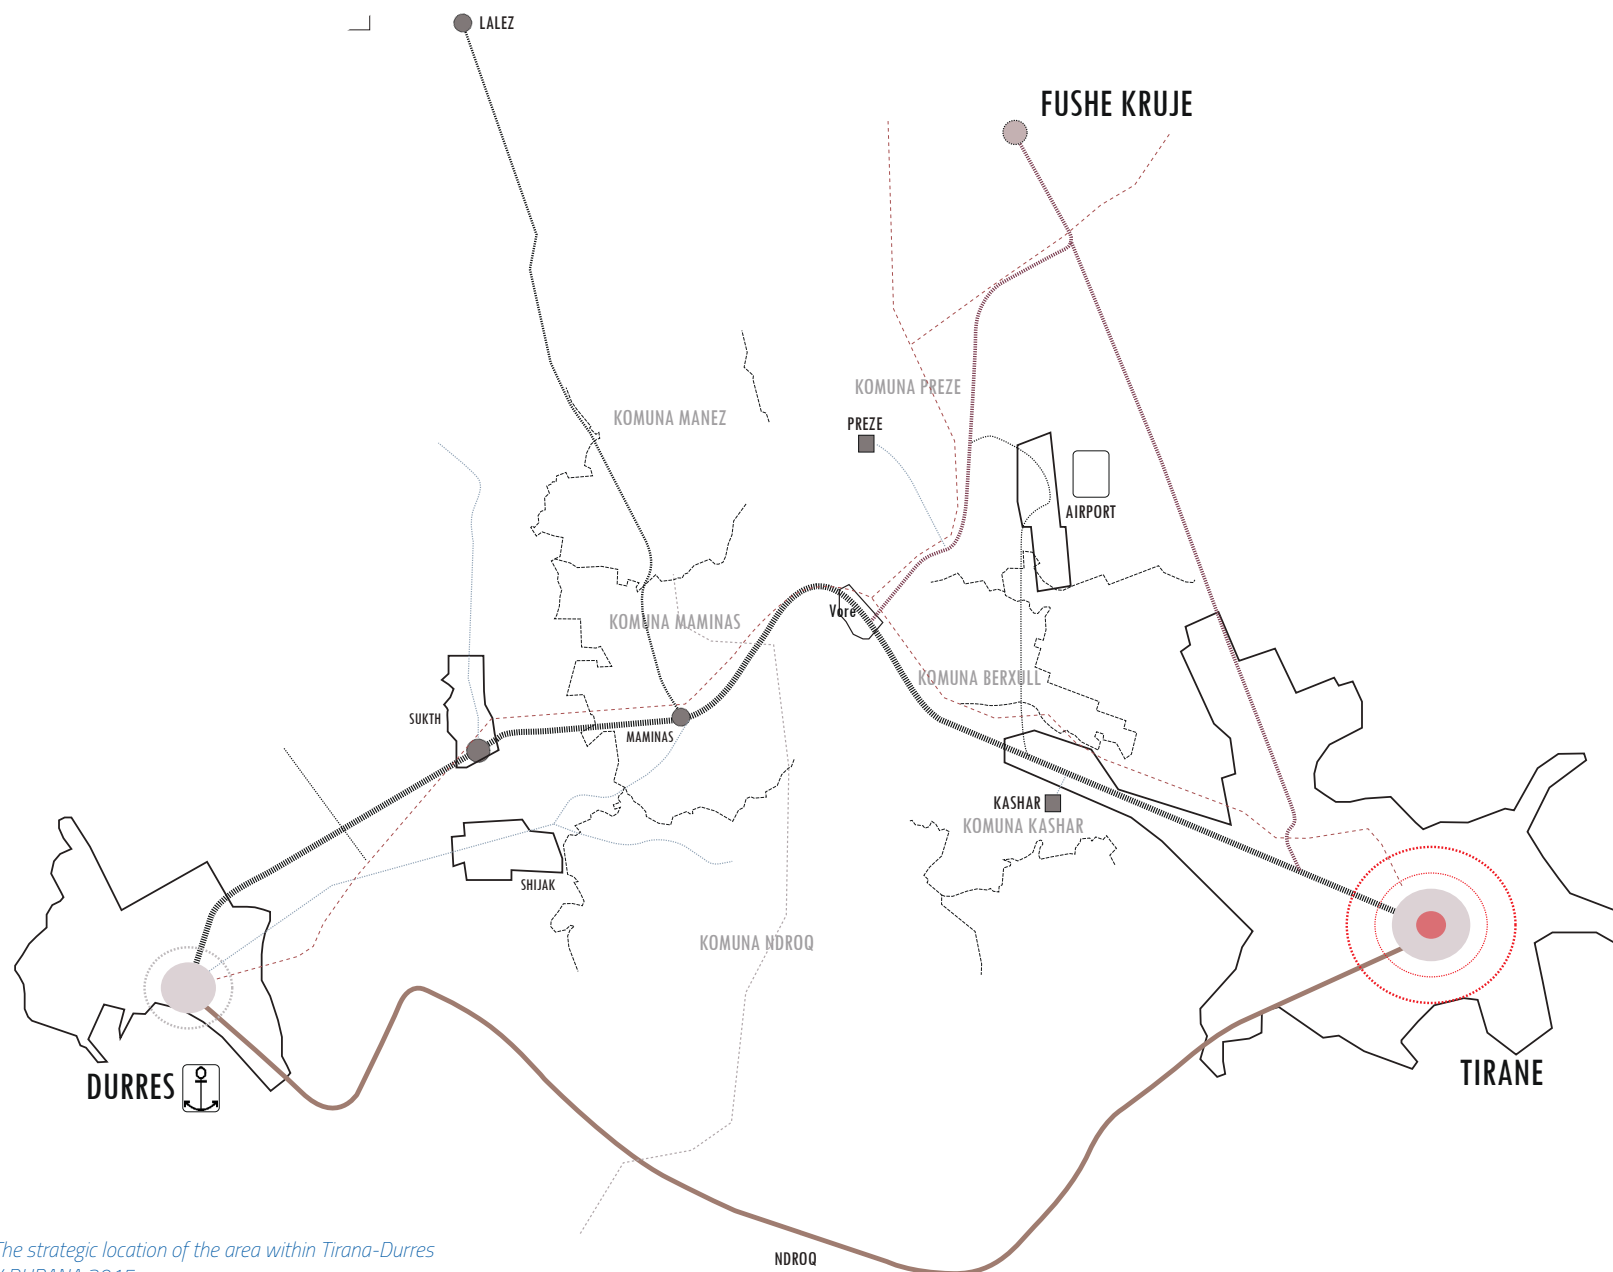 LALEZ
FUSHE KRUJE
KOMUNA PREZE
KOMUNA MANEZ
PREZE
AIRPORT
Vore
KOMUNA MAMINAS
KOMUNA BERXULL
SUKTH
MAMINAS
KASHAR
KOMUNA KASHAR
SHIJAK
KOMUNA NDROQ
TIRANE
DURRES
The strategic location of the area within Tirana-Durres
NDROQ